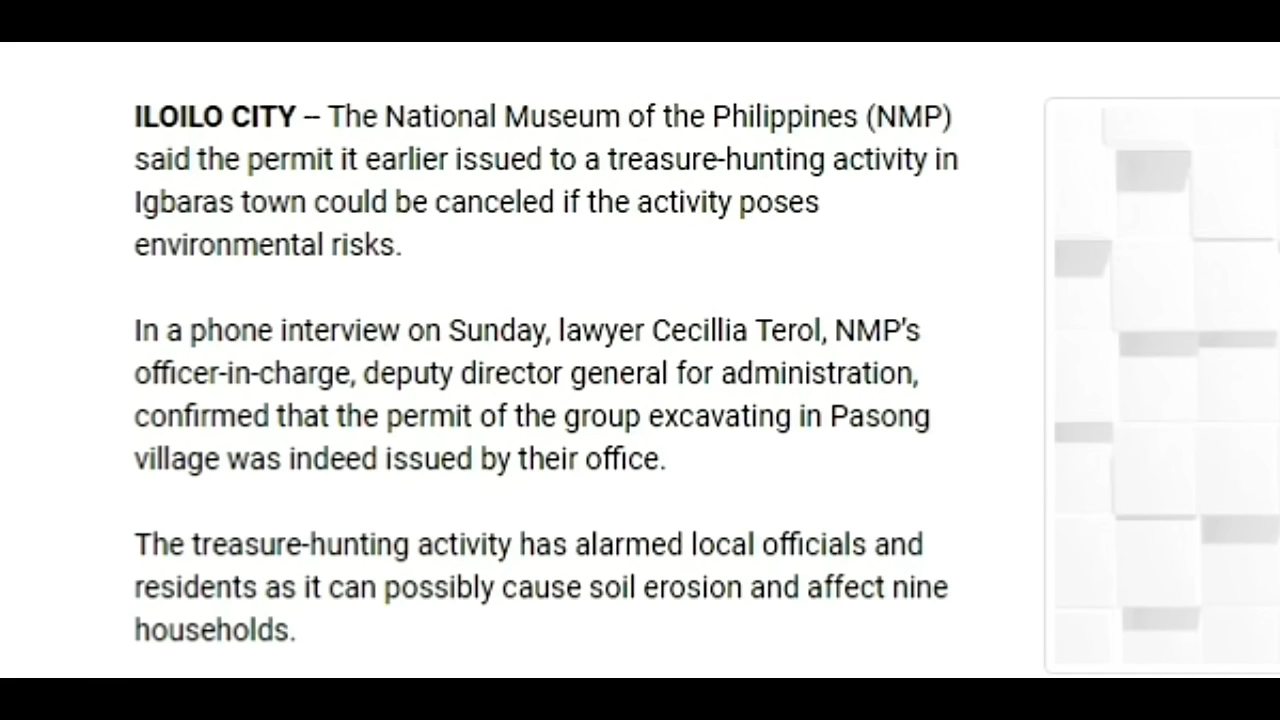 ILOILO CITY – The National Museum of the Philippines (NMP)
said the permit it earlier issued to a treasure-hunting activity in
Igbaras town could be canceled if the activity poses
environmental risks.
In a phone interview on Sunday, lawyer Cecillia Terol, NMP’s
officer-in-charge, deputy director general for administration,
confirmed that the permit of the group excavating in Pasong
village was indeed issued by their office.
The treasure-hunting activity has alarmed local officials and
residents as it can possibly cause soil erosion and affect nine
households.